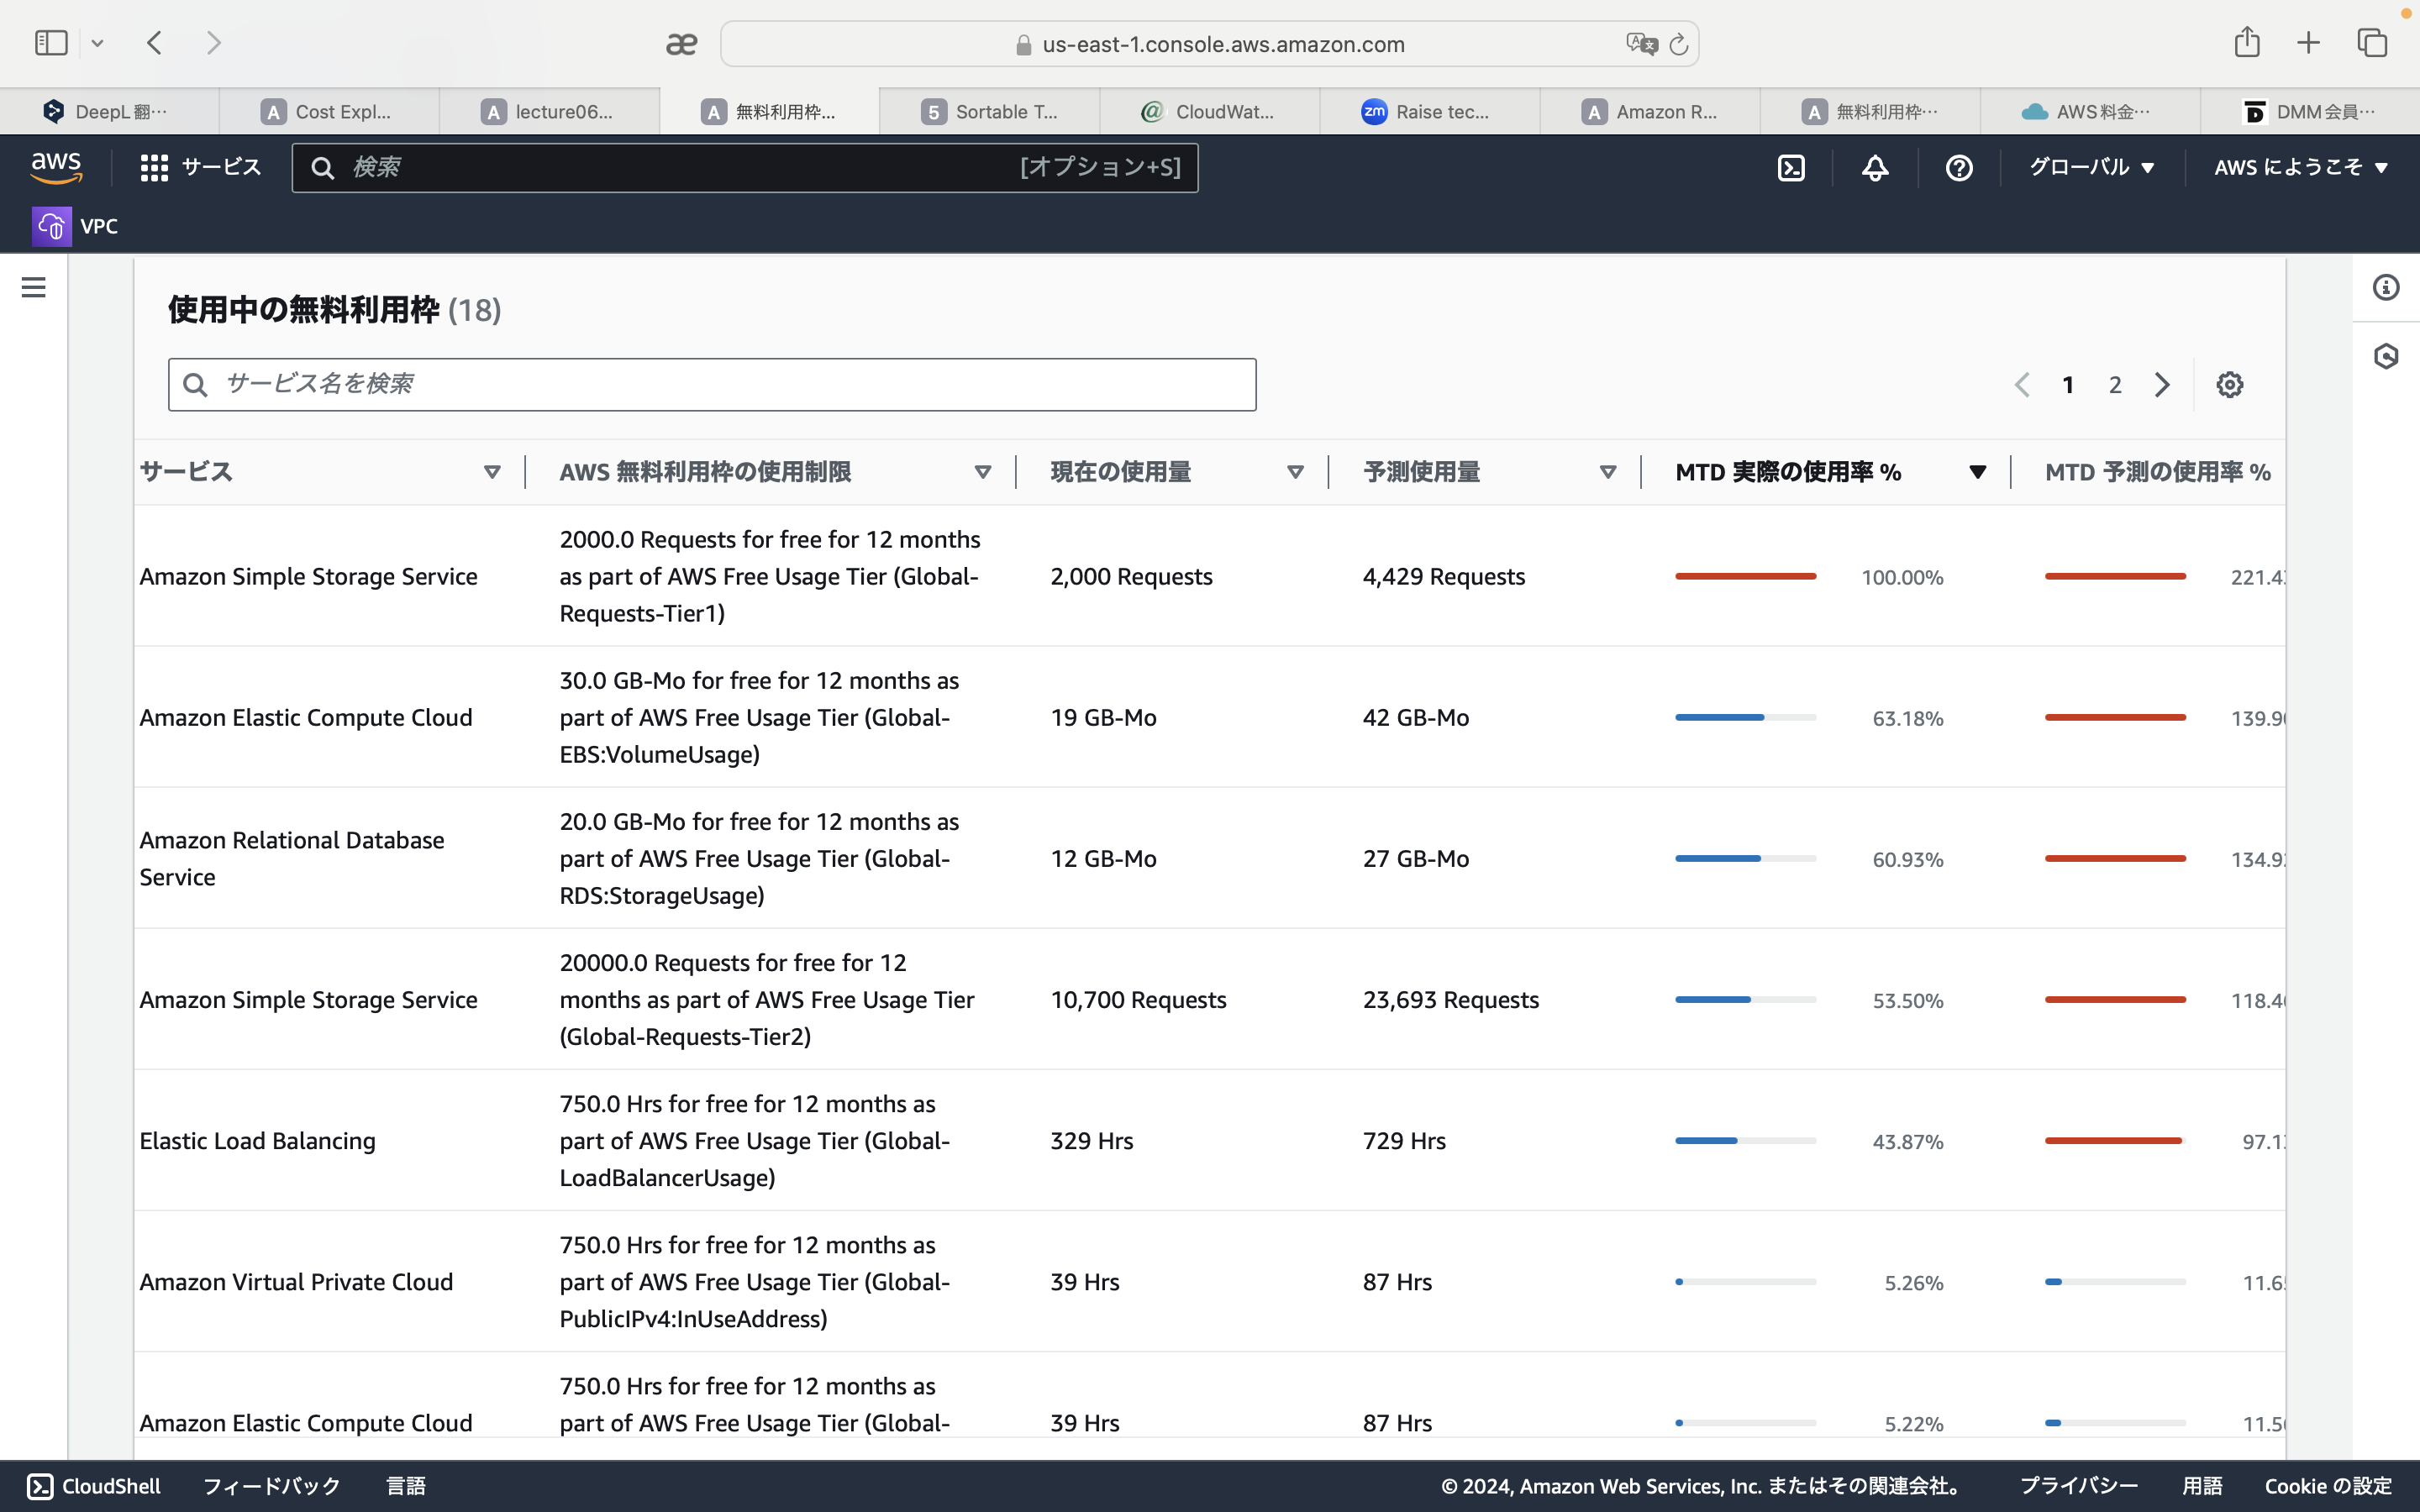 us-east-1.console.aws.amazon.com
DeepL 翻…
A Cost Expl...
A lecture06...
A 無料利用枠...
5 Sortable T...
CloudWat...
zm Raise tec...
A Amazon R...
A 無料利用枠…
AWS 料金…
DMM 会員…
aws サービス 検索 [オプション+S] グローバル ▼ AWS にようこそ ▼
VPC
使用中の無料利用枠 (18)
サービス名を検索
1 2
サービス AWS 無料利用枠の使用制限 現在の使用量 予測使用量 MTD 実際の使用率 % MTD 予測の使用率 %
2000.0 Requests for free for 12 months
Amazon Simple Storage Service as part of AWS Free Usage Tier (Global- 2,000 Requests 4,429 Requests 100.00% 221.4
Requests-Tier1)
30.0 GB-Mo for free for 12 months as
Amazon Elastic Compute Cloud part of AWS Free Usage Tier (Global- 19 GB-Mo 42 GB-Mo 63.18% 139.9
EBS:VolumeUsage)
20.0 GB-Mo for free for 12 months as
Amazon Relational Database
Service part of AWS Free Usage Tier (Global- 12 GB-Mo 27 GB-Mo 60.93% 134.9
RDS:StorageUsage)
20000.0 Requests for free for 12
Amazon Simple Storage Service months as part of AWS Free Usage Tier 10,700 Requests 23,693 Requests 53.50% 118.4
(Global-Requests-Tier2)
750.0 Hrs for free for 12 months as
Elastic Load Balancing part of AWS Free Usage Tier (Global- 329 Hrs 729 Hrs 43.87% 97.1
LoadBalancerUsage)
750.0 Hrs for free for 12 months as
Amazon Virtual Private Cloud part of AWS Free Usage Tier (Global- 39 Hrs 87 Hrs 5.26% 11.6
PublicIPv4:InUseAddress)
750.0 Hrs for free for 12 months as
Amazon Elastic Compute Cloud part of AWS Free Usage Tier (Global- 39 Hrs 87 Hrs 5.22% 11.5
CloudShell フィードバック 言語 © 2024, Amazon Web Services, Inc. またはその関連会社。 プライバシー 用語 Cookie の設定